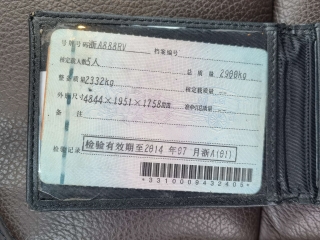 号牌号码 浙A888RV 档案编号
核定载人数 5人 总质量 2900kg
整备质量 2332kg 核定载质量 --
外廓尺寸 4844×1951×1758mm 准牵引总质量 --
备注
检验记录 检验有效期至2014年07月浙A(01)
*3310009432405*